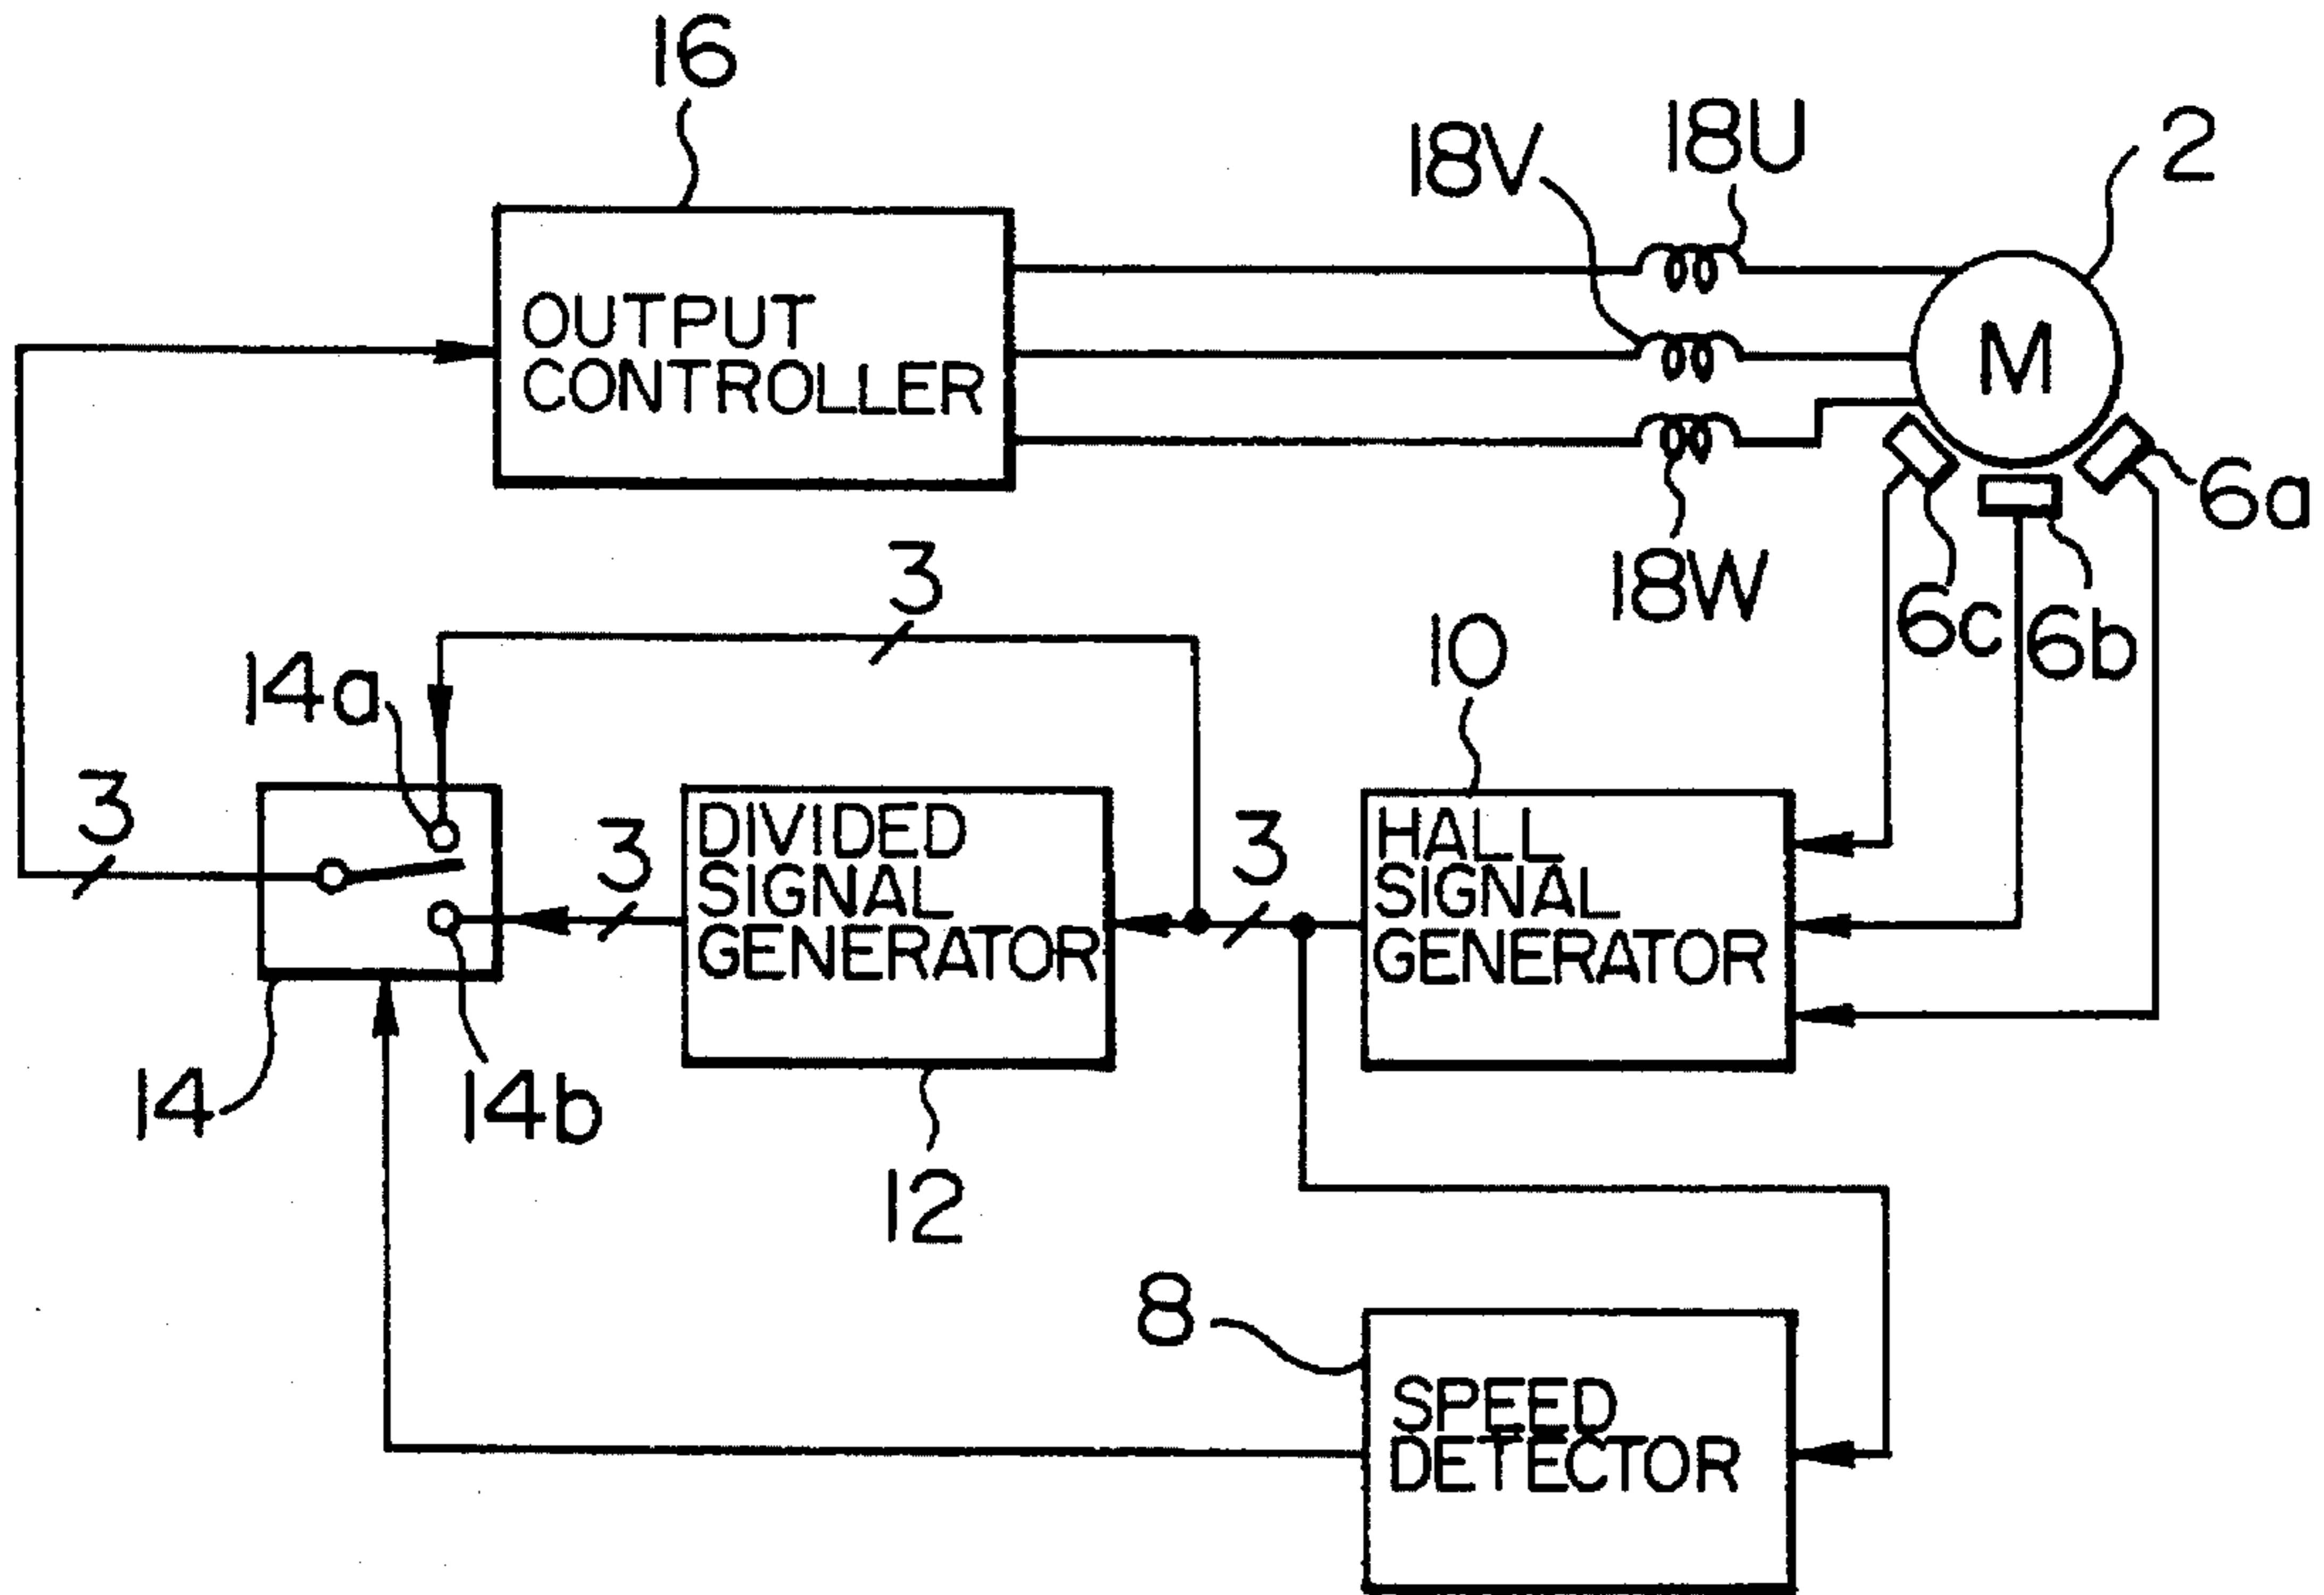 16
18V
18U
2
OUTPUT
CONTROLLER
M
6a
18W
6c
6b
3
10
14a
3
3
DIVIDED
SIGNAL
GENERATOR
3
HALL
SIGNAL
GENERATOR
14
14b
12
8
SPEED
DETECTOR